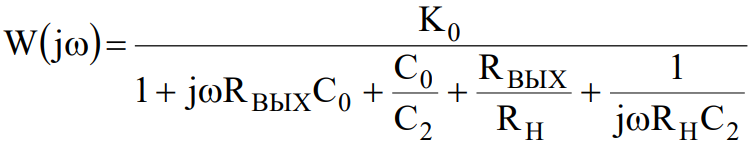 W(jω)= K₀ / (1 + jωR_ВЫХC₀ + C₀/C₂ + R_ВЫХ/R_Н + 1/(jωR_НC₂))